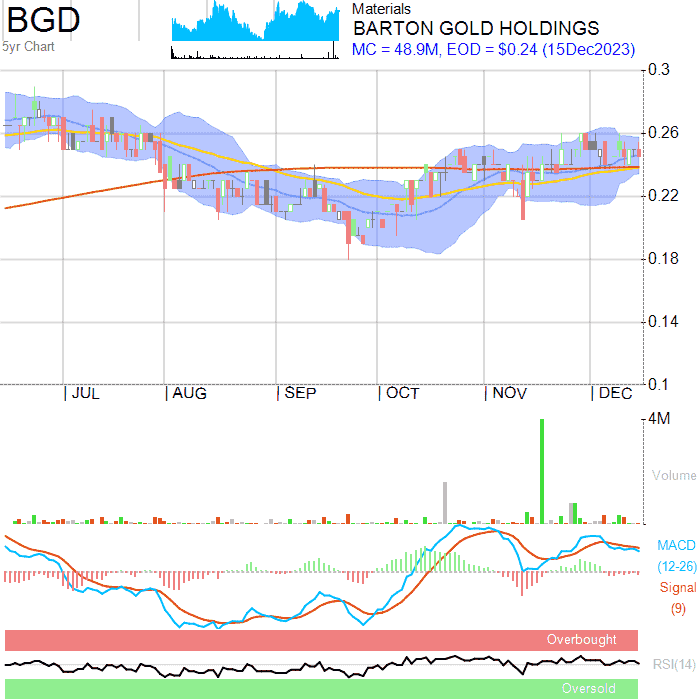 BGD
5yr Chart
Materials
BARTON GOLD HOLDINGS
MC = 48.9M, EOD = $0.24 (15Dec2023)
0.3
0.26
0.22
0.18
0.14
0.1
JUL AUG SEP OCT NOV DEC
4M
Volume
MACD
(12-26)
Signal
(9)
Overbought
RSI(14)
Oversold